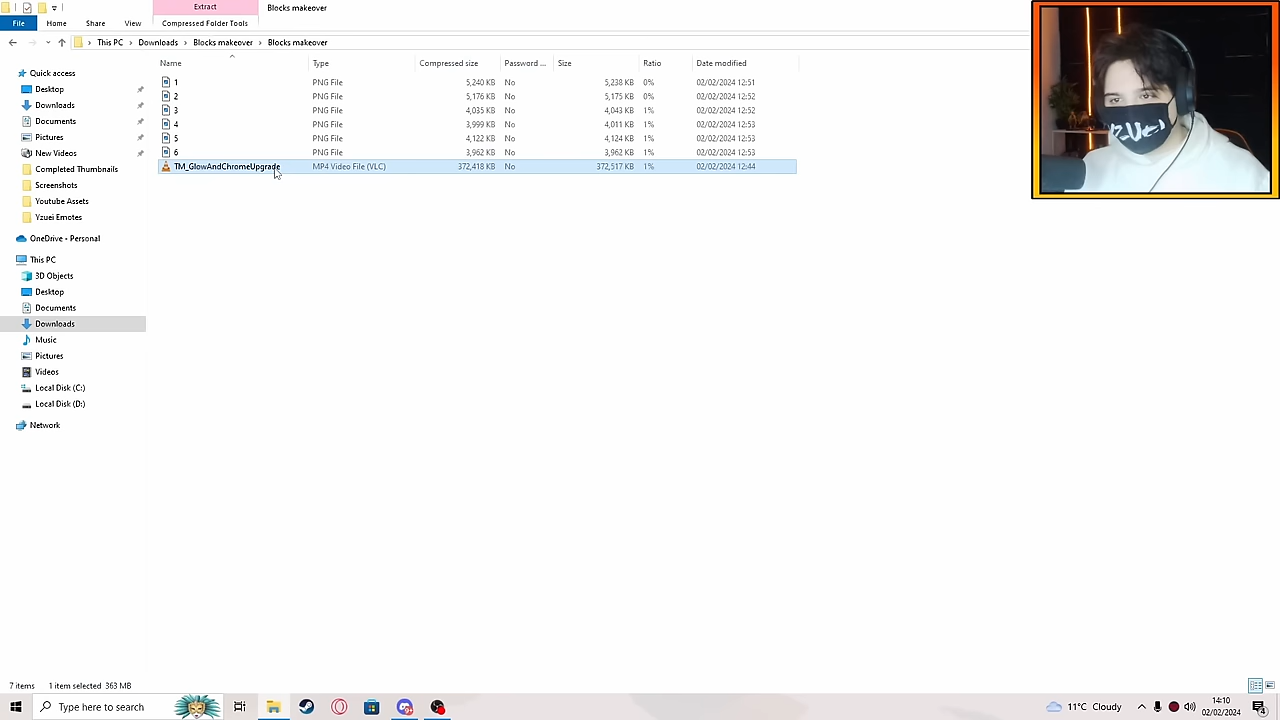 Extract
Blocks makeover
File Home Share View Compressed Folder Tools
This PC Downloads Blocks makeover Blocks makeover
Name Type Compressed size Password ... Size Ratio Date modified
1 PNG File 5,240 KB No 5,238 KB 0% 02/02/2024 12:51
2 PNG File 5,176 KB No 5,175 KB 0% 02/02/2024 12:52
3 PNG File 4,035 KB No 4,043 KB 1% 02/02/2024 12:52
4 PNG File 3,999 KB No 4,011 KB 1% 02/02/2024 12:53
5 PNG File 4,122 KB No 4,124 KB 1% 02/02/2024 12:53
6 PNG File 3,962 KB No 3,962 KB 1% 02/02/2024 12:53
TM_GlowAndChromeUpgrade MP4 Video File (VLC) 372,418 KB No 372,517 KB 1% 02/02/2024 12:44
Quick access
Desktop
Downloads
Documents
Pictures
New Videos
Completed Thumbnails
Screenshots
Youtube Assets
Yzuei Emotes
OneDrive - Personal
This PC
3D Objects
Desktop
Documents
Downloads
Music
Pictures
Videos
Local Disk (C:)
Local Disk (D:)
Network
7 items 1 item selected 363 MB
Type here to search
11°C Cloudy
14:10
02/02/2024
4